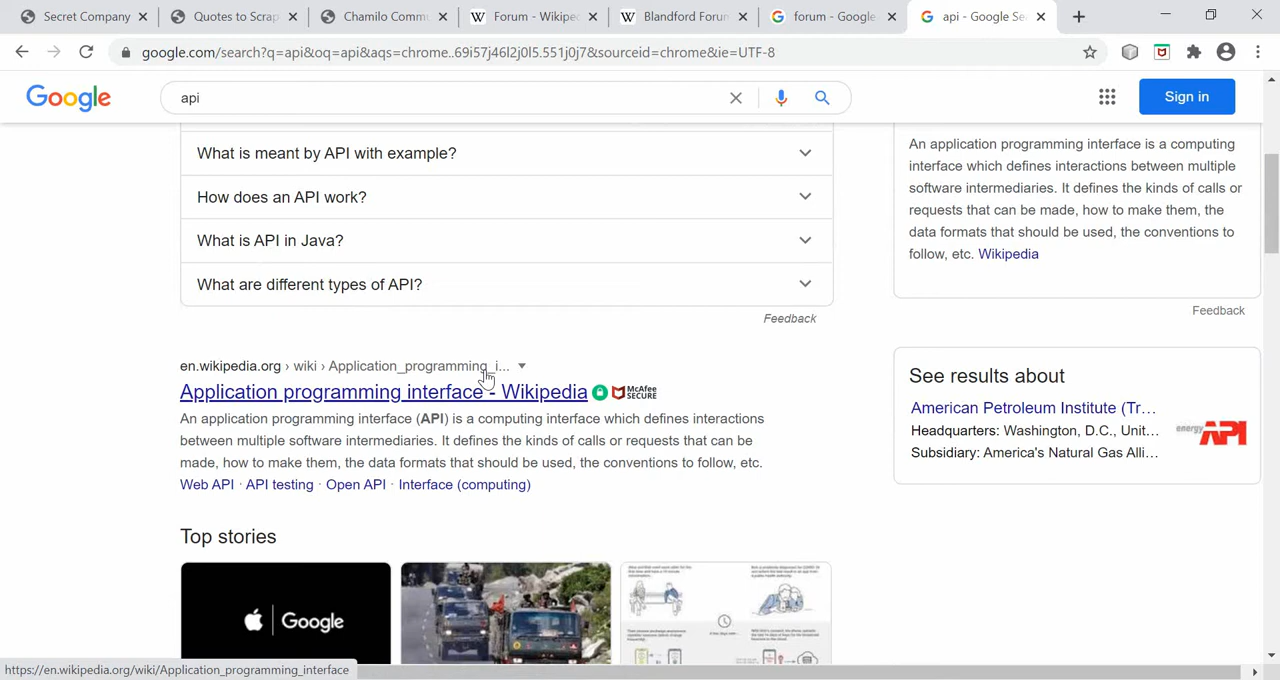 Secret Company
Quotes to Scrap
Chamilo Commu
Forum - Wikiped
Blandford Forum
forum - Google
api - Google Se
google.com/search?q=api&oq=api&aqs=chrome..69i57j46l2j0l5.551j0j7&sourceid=chrome&ie=UTF-8
Google
api
Sign in
What is meant by API with example?
How does an API work?
What is API in Java?
What are different types of API?
Feedback
en.wikipedia.org › wiki › Application_programming_i...
Application programming interface - Wikipedia
McAfee
SECURE
An application programming interface (API) is a computing interface which defines interactions
between multiple software intermediaries. It defines the kinds of calls or requests that can be
made, how to make them, the data formats that should be used, the conventions to follow, etc.
Web API · API testing · Open API · Interface (computing)
Top stories
Google
An application programming interface is a computing
interface which defines interactions between multiple
software intermediaries. It defines the kinds of calls or
requests that can be made, how to make them, the
data formats that should be used, the conventions to
follow, etc. Wikipedia
Feedback
See results about
American Petroleum Institute (Tr...
Headquarters: Washington, D.C., Unit...
Subsidiary: America's Natural Gas Alli...
energy API
https://en.wikipedia.org/wiki/Application_programming_interface